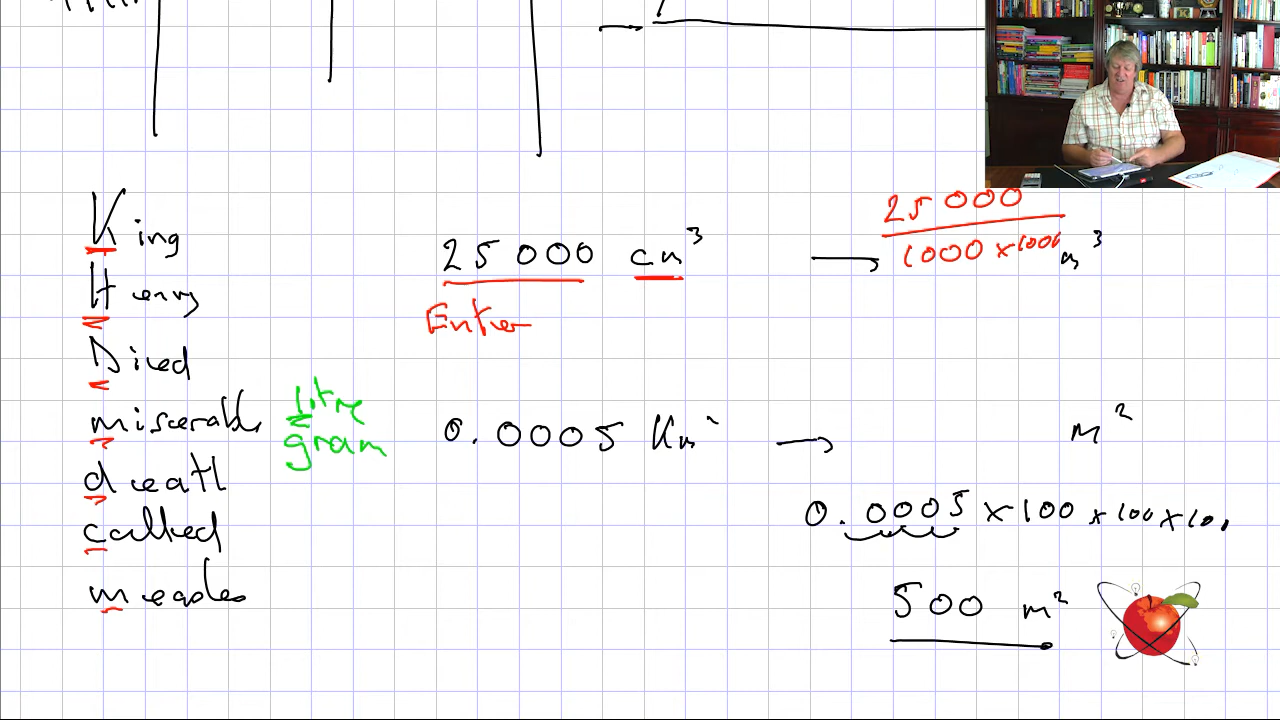 King
Henry
Died
miserable
death
called
measles
litre
gram
25 000 cm³ → 25 000 / 1000 × 1000 m³
Enter
0.0005 Km² → m²
0.0005 × 100 × 100 × 100
500 m²